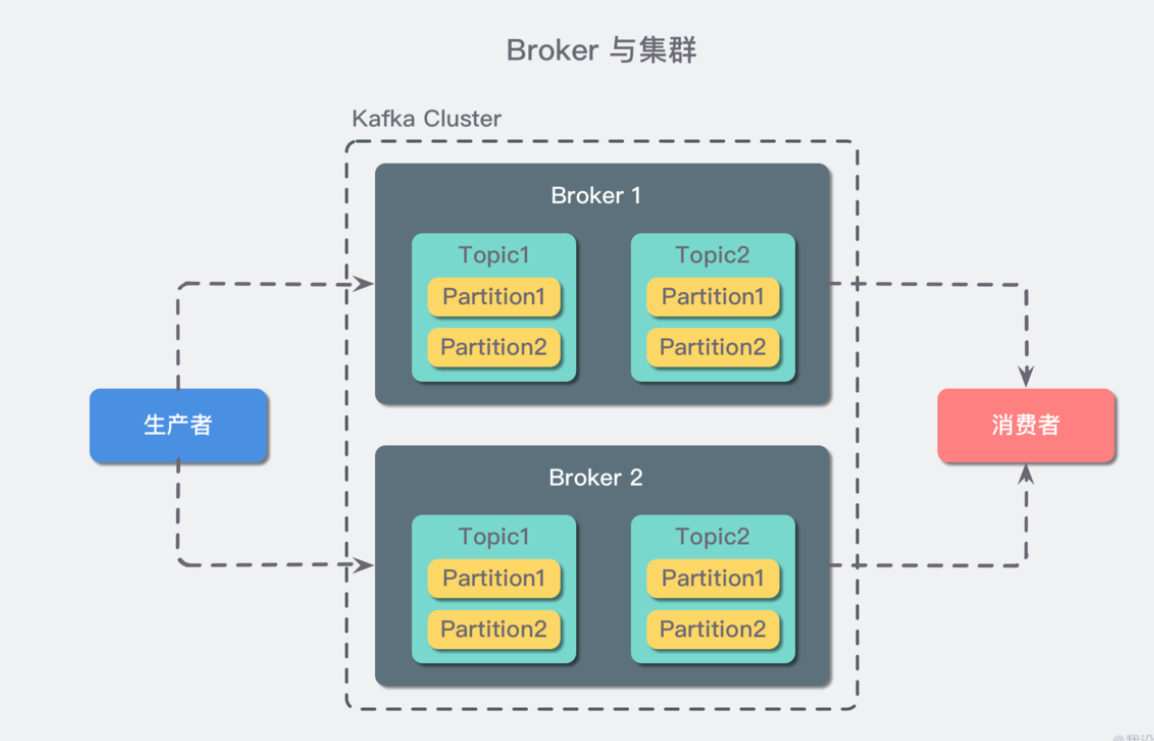 Broker 与集群
Kafka Cluster
Broker 1
Topic1
Partition1
Partition2
Topic2
Partition1
Partition2
生产者
消费者
Broker 2
Topic1
Partition1
Partition2
Topic2
Partition1
Partition2